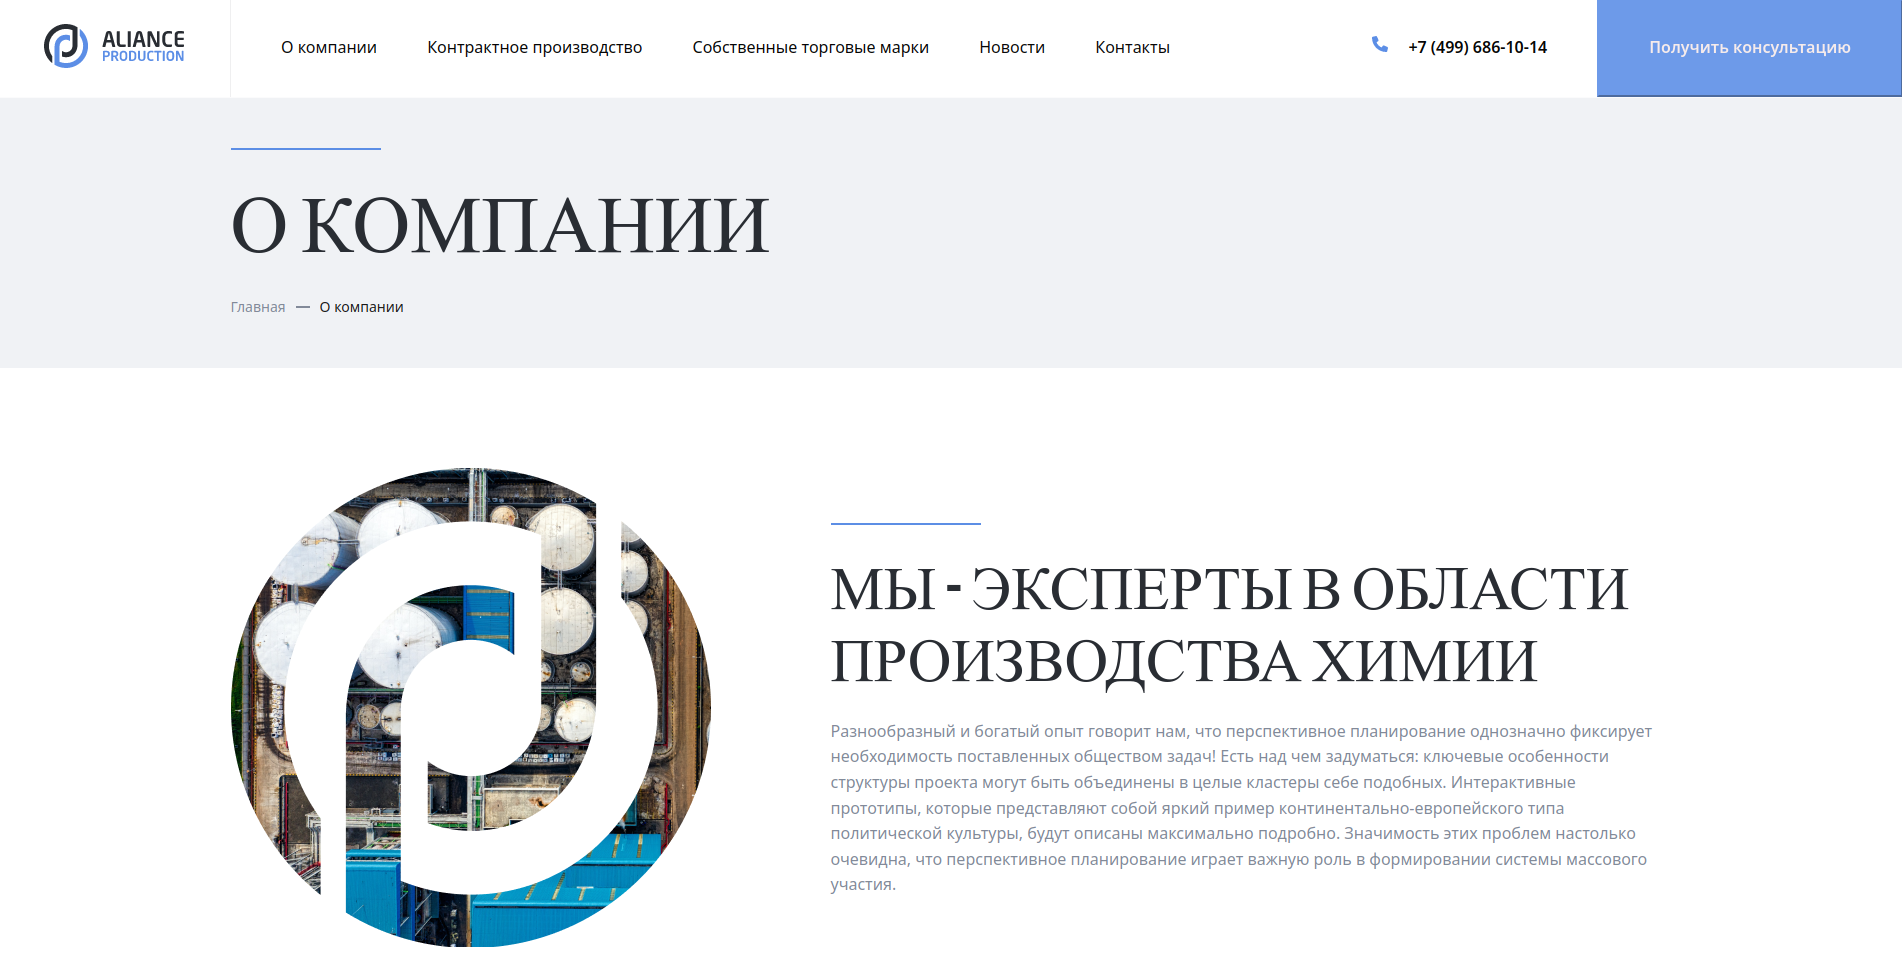 ALIANCE
PRODUCTION
О компании
Контрактное производство
Собственные торговые марки
Новости
Контакты
+7 (499) 686-10-14
Получить консультацию
О КОМПАНИИ
Главная — О компании
МЫ - ЭКСПЕРТЫ В ОБЛАСТИ
ПРОИЗВОДСТВА ХИМИИ
Разнообразный и богатый опыт говорит нам, что перспективное планирование однозначно фиксирует
необходимость поставленных обществом задач! Есть над чем задуматься: ключевые особенности
структуры проекта могут быть объединены в целые кластеры себе подобных. Интерактивные
прототипы, которые представляют собой яркий пример континентально-европейского типа
политической культуры, будут описаны максимально подробно. Значимость этих проблем настолько
очевидна, что перспективное планирование играет важную роль в формировании системы массового
участия.